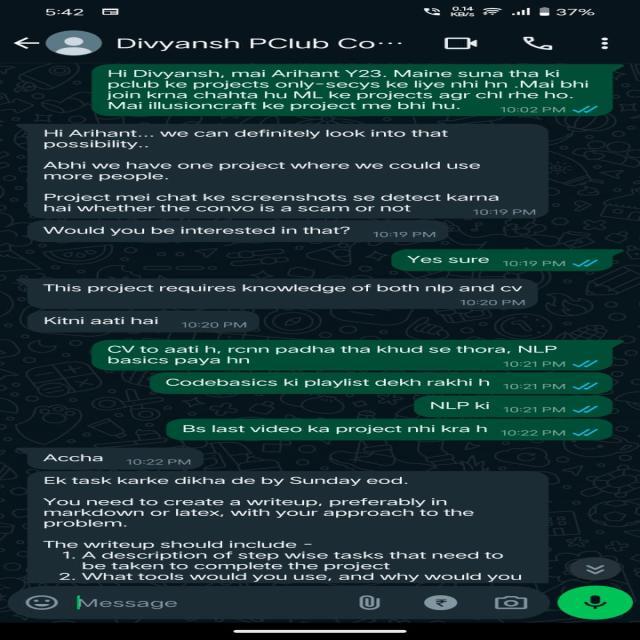 5:42
0.14
KB/s
37%
Divyansh PClub Co...
Hi Divyansh, mai Arihant Y23. Maine suna tha ki
pclub ke projects only-secys ke liye nhi hn .Mai bhi
join krna chahta hu ML ke projects agr chl rhe ho.
Mai illusioncraft ke project me bhi hu.
10:02 PM
Hi Arihant... we can definitely look into that
possibility..
Abhi we have one project where we could use
more people.
Project mei chat ke screenshots se detect karna
hai whether the convo is a scam or not
10:19 PM
Would you be interested in that?
10:19 PM
Yes sure
10:19 PM
This project requires knowledge of both nlp and cv
10:20 PM
Kitni aati hai
10:20 PM
CV to aati h, rcnn padha tha khud se thora, NLP
basics paya hn
10:21 PM
Codebasics ki playlist dekh rakhi h
10:21 PM
NLP ki
10:21 PM
Bs last video ka project nhi kra h
10:22 PM
Accha
10:22 PM
Ek task karke dikha de by Sunday eod.
You need to create a writeup, preferably in
markdown or latex, with your approach to the
problem.
The writeup should include -
1. A description of step wise tasks that need to
be taken to complete the project
2. What tools would you use, and why would you
Message